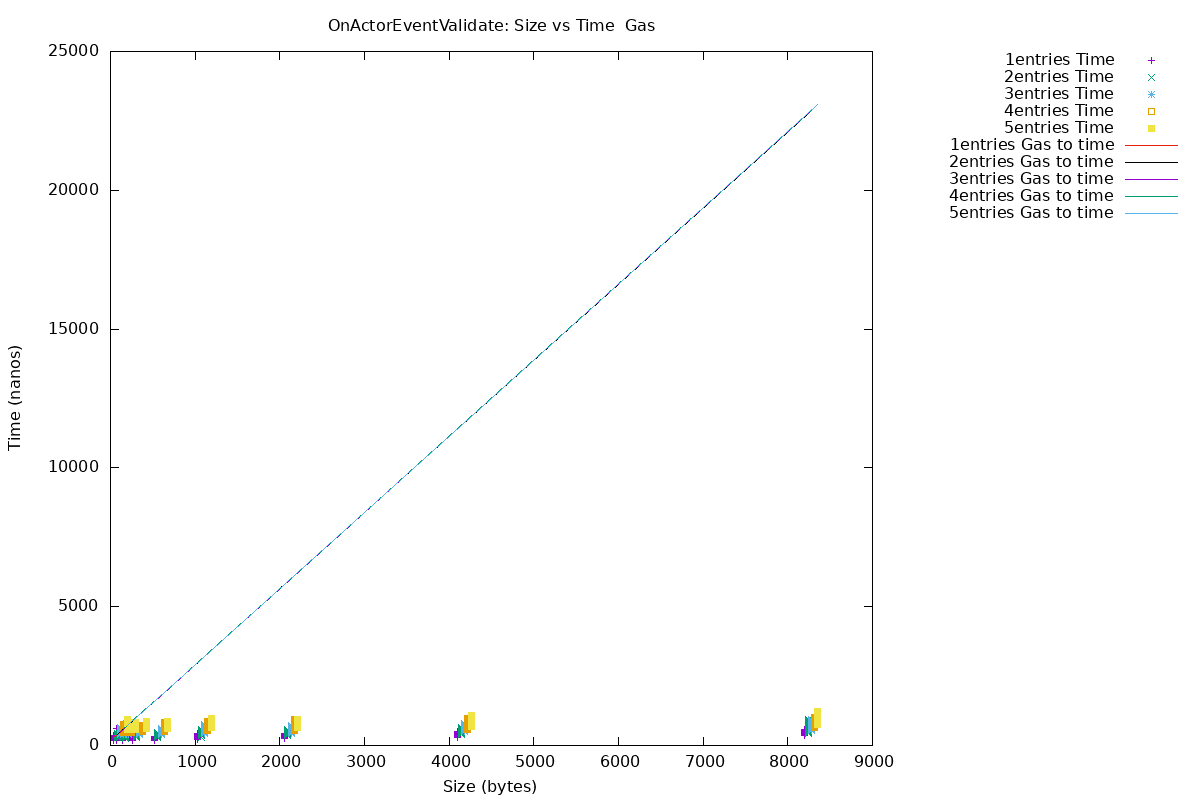 OnActorEventValidate: Size vs Time  Gas
25000
20000
15000
10000
5000
0
Time (nanos)
0 1000 2000 3000 4000 5000 6000 7000 8000 9000
Size (bytes)
1entries Time
2entries Time
3entries Time
4entries Time
5entries Time
1entries Gas to time
2entries Gas to time
3entries Gas to time
4entries Gas to time
5entries Gas to time